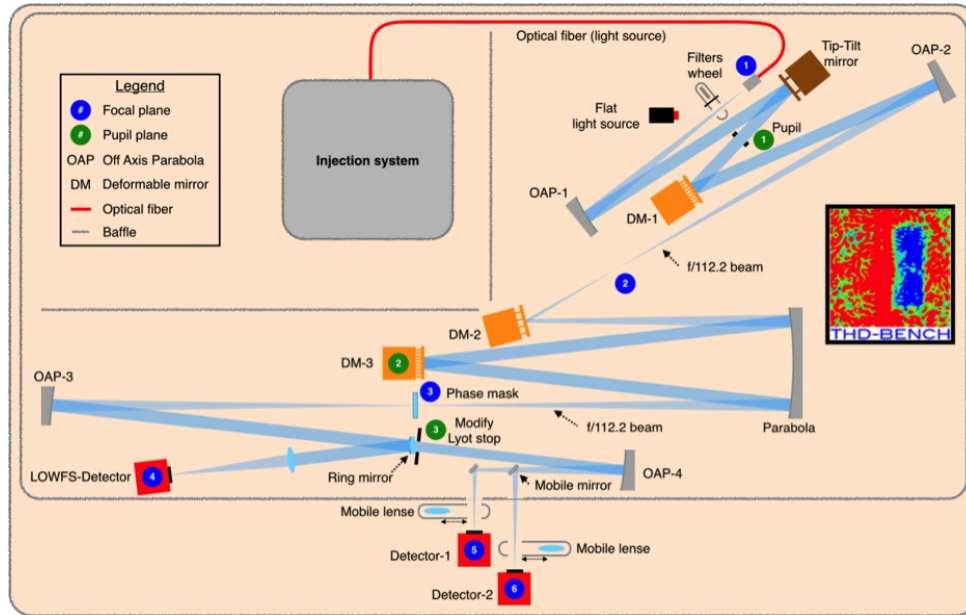 Optical fiber (light source)
Tip-Tilt
mirror
OAP-2
Filters
wheel
1
Flat
light source
1
Pupil
Legend
# Focal plane
# Pupil plane
OAP Off Axis Parabola
DM Deformable mirror
Optical fiber
Baffle
Injection system
OAP-1
DM-1
f/112.2 beam
2
THD-BENCH
DM-2
DM-3
2
OAP-3
3
Phase mask
3
Modify
Lyot stop
f/112.2 beam
Parabola
LOWFS-Detector
4
Ring mirror
OAP-4
Mobile mirror
Mobile lense
Detector-1
5
Mobile lense
Detector-2
6